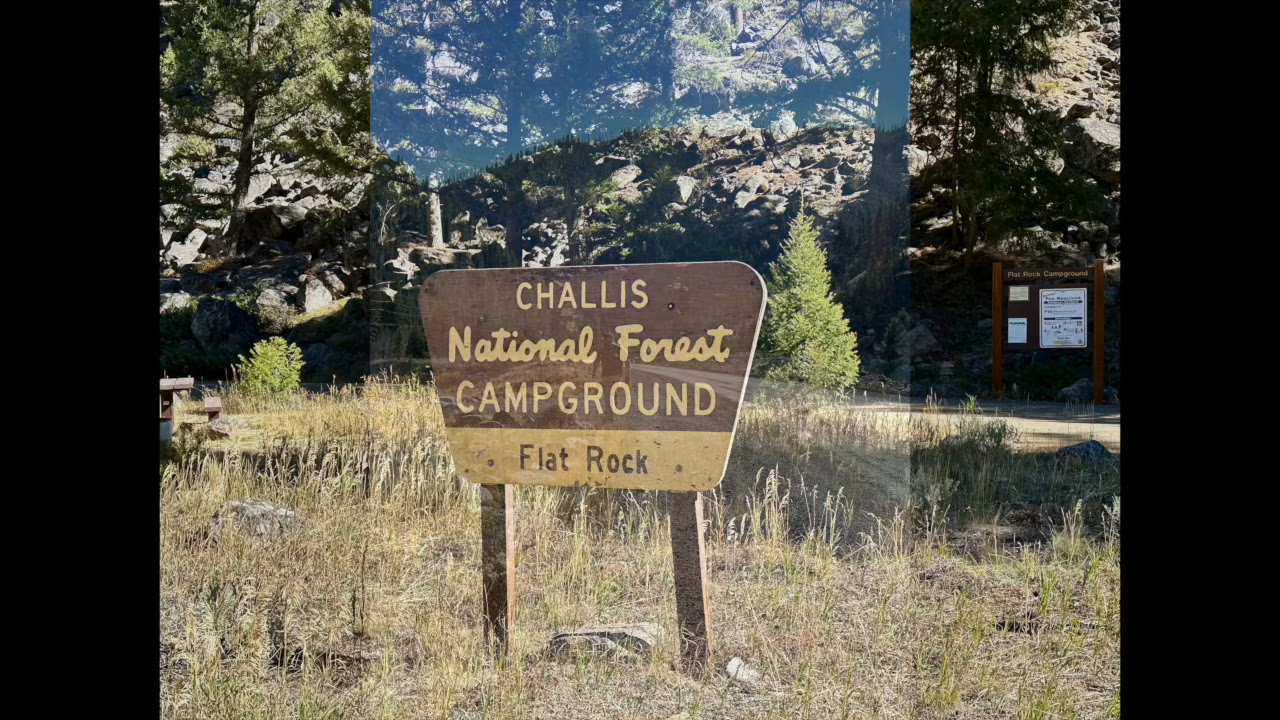 CHALLIS
National Forest
CAMPGROUND
Flat Rock
Flat Rock Campground